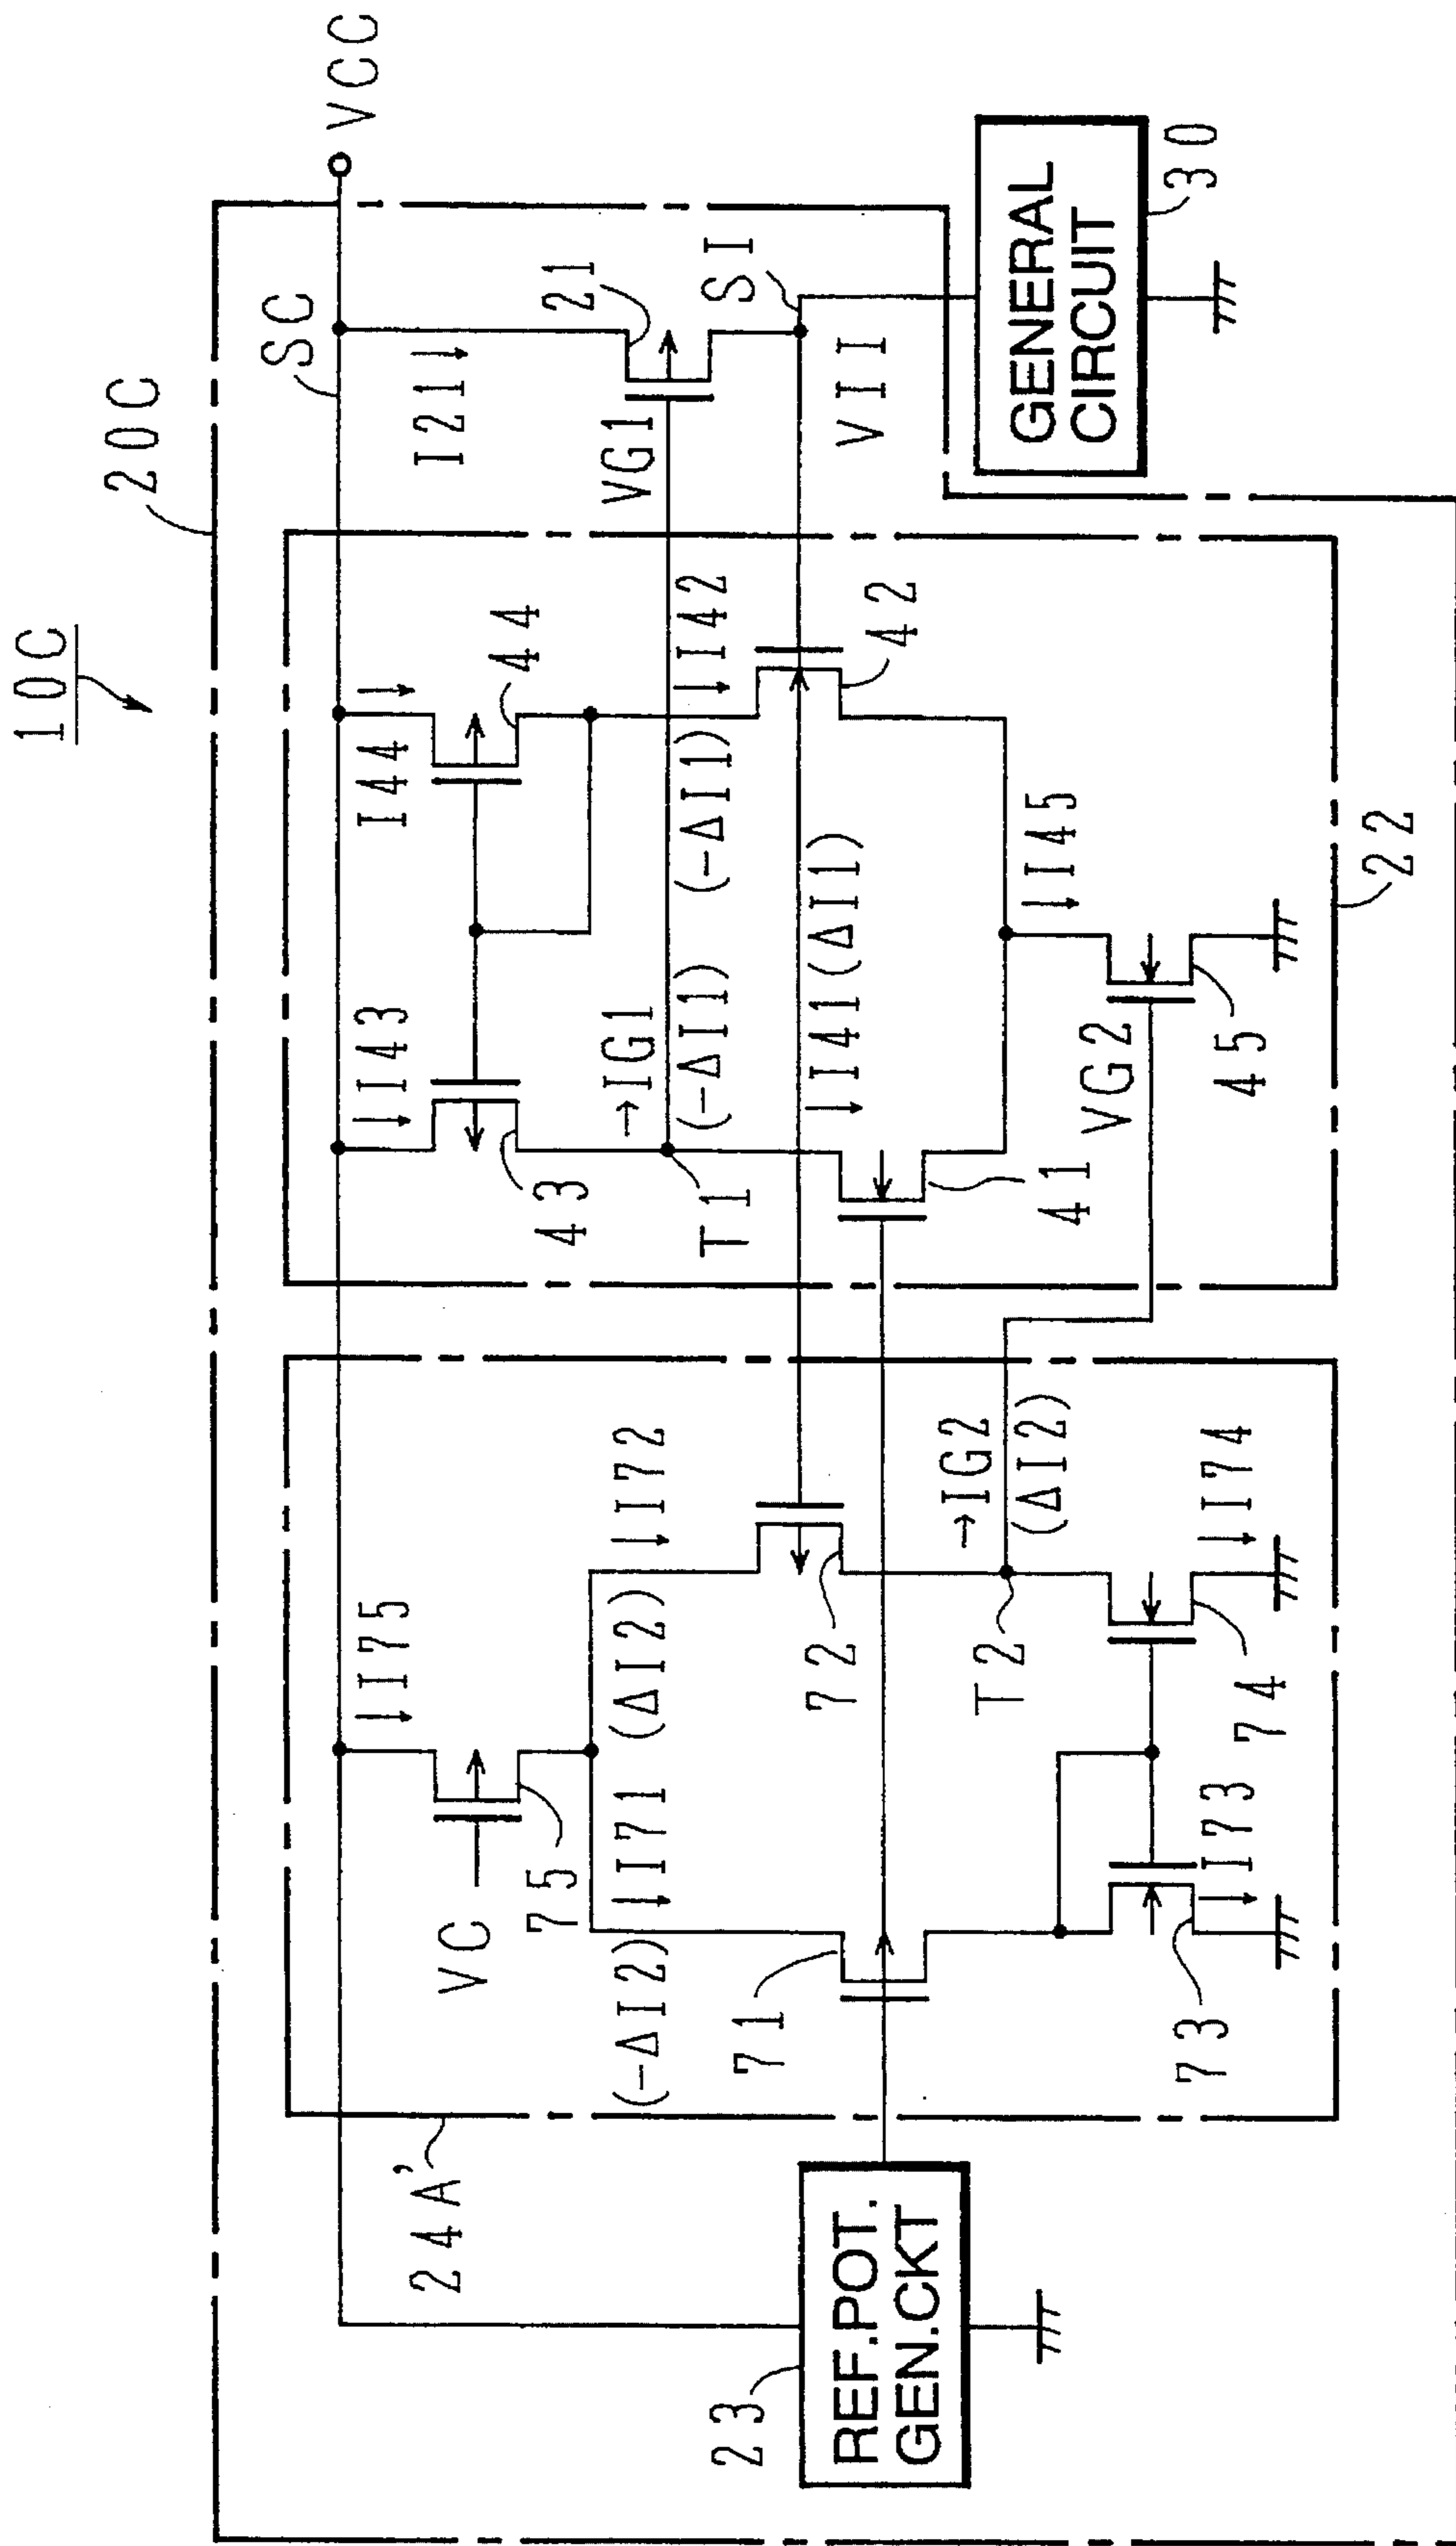 10C
20C
VCC
SC
24A'
VC
75
↓I75
↓I43
43
I44↓
44
I21↓
21
(-ΔI2)
↓I71
(ΔI2)
↓I72
→IG1
(-ΔI1)
T1
VG1
↓I42
(-ΔI1)
42
SI
VII
71
72
↓I41(ΔI1)
41
23
REF.POT.
GEN.CKT
→IG2
(ΔI2)
T2
↓I45
VG2
45
73
↓I73
74
↓I74
22
GENERAL
CIRCUIT
30